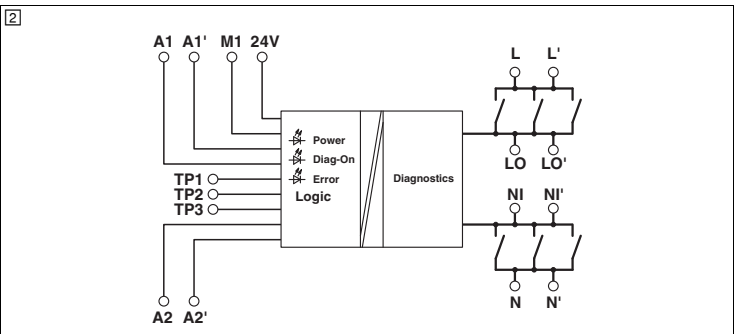 2
A1 A1' M1 24V
L L'
Power
Diag-On
Error
Logic
Diagnostics
LO LO'
TP1
TP2
TP3
NI NI'
N N'
A2 A2'